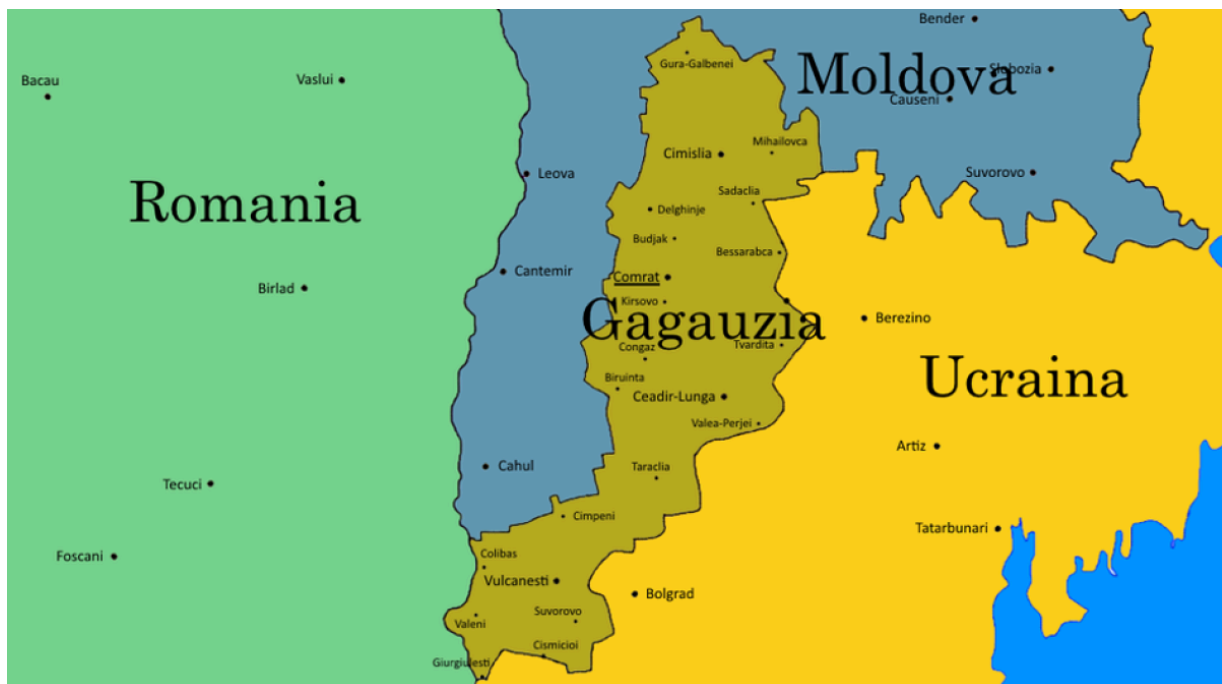 Bender
Gura-Galbenei
Moldova
Slobozia
Bacau
Vaslui
Causeni
Mihailovca
Cimislia
Leova
Suvorovo
Romania
Sadaclia
Delghinje
Budjak
Bessarabca
Cantemir
Comrat
Birlad
Kirsovo
Gagauzia
Berezino
Congaz
Tvardita
Ucraina
Biruinta
Ceadir-Lunga
Valea-Perjei
Artiz
Cahul
Taraclia
Tecuci
Cimpeni
Tatarbunari
Colibas
Foscani
Vulcanesti
Bolgrad
Suvorovo
Valeni
Cismicioi
Giurgiulesti